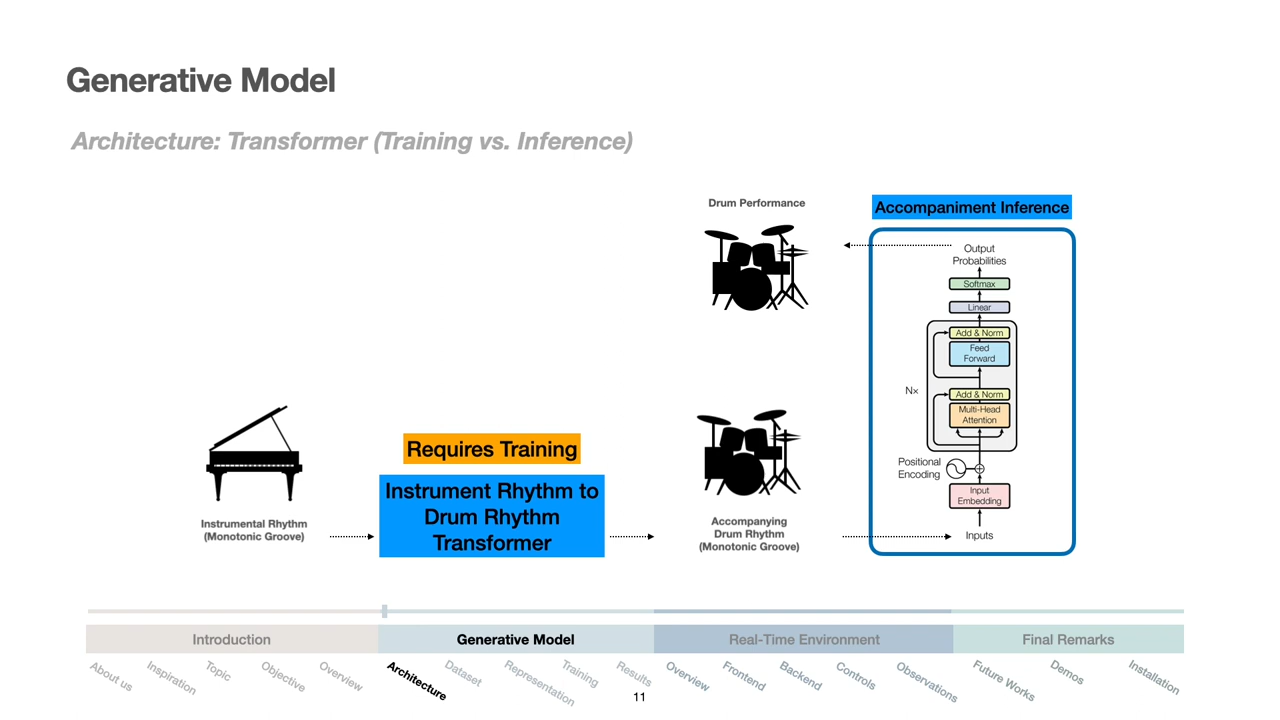 Generative Model
Architecture: Transformer (Training vs. Inference)
Drum Performance
Accompaniment Inference
Output
Probabilities
Softmax
Linear
Add & Norm
Feed
Forward
Add & Norm
Multi-Head
Attention
N×
Positional
Encoding
Input
Embedding
Inputs
Requires Training
Instrument Rhythm to
Drum Rhythm
Transformer
Instrumental Rhythm
(Monotonic Groove)
Accompanying
Drum Rhythm
(Monotonic Groove)
Introduction
Generative Model
Real-Time Environment
Final Remarks
About us
Inspiration
Topic
Objective
Overview
Architecture
Dataset
Representation
Training
Results
Overview
Frontend
Backend
Controls
Observations
Future Works
Demos
Installation
11